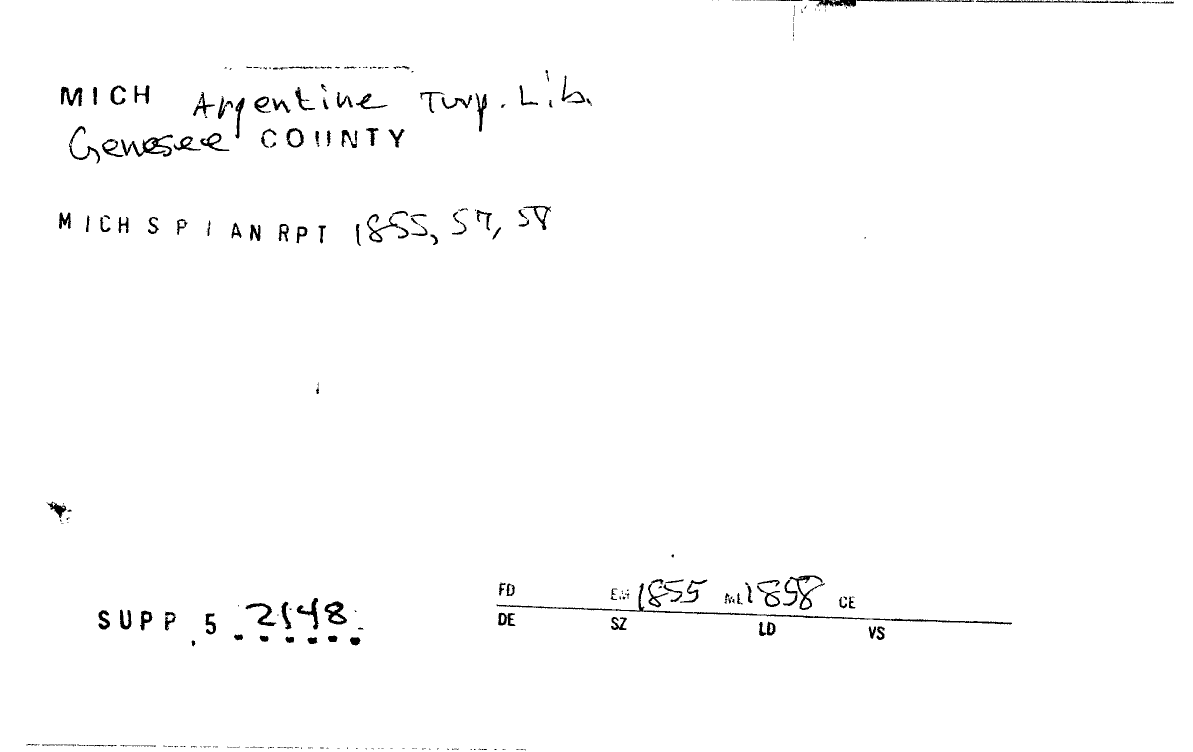 MICH Argentine Twp. Lib.
Genesee COUNTY
MICH S P I AN RPT 1855, 57, 58
FD EM 1855 ML 1858 CE
SUPP. 5 2148
DE SZ LD VS